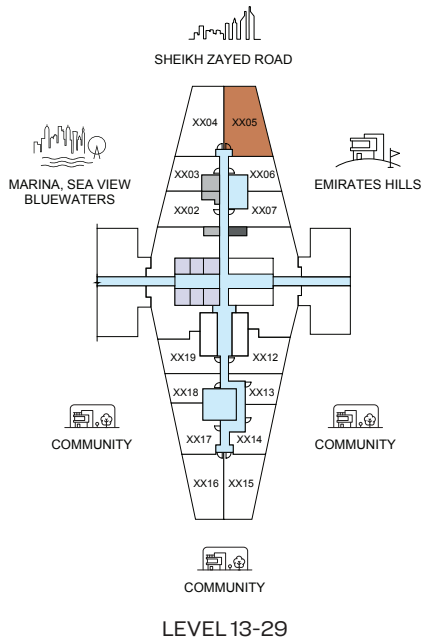 SHEIKH ZAYED ROAD
XX04
XX05
MARINA, SEA VIEW
BLUEWATERS
XX03
XX06
EMIRATES HILLS
XX02
XX07
XX19
XX12
XX18
XX13
COMMUNITY
XX17
XX14
COMMUNITY
XX16
XX15
COMMUNITY
LEVEL 13-29